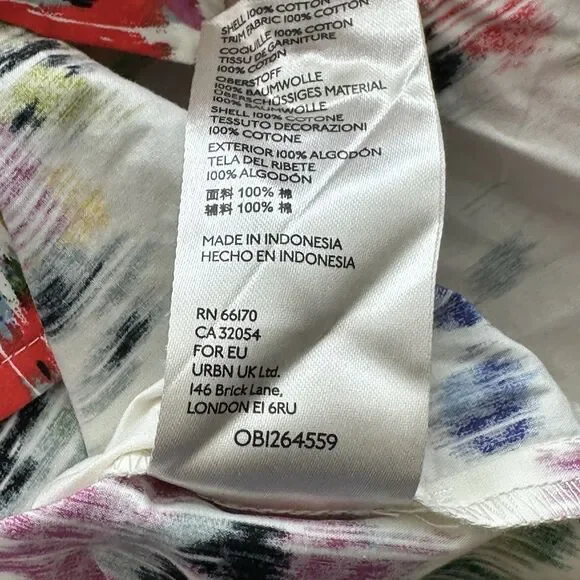 SHELL 100% COTTON
TRIM FABRIC 100% COTTON
COQUILLE 100% COTON
TISSU DE GARNITURE
100% COTON
OBERSTOFF
100% BAUMWOLLE
OBERSCHÜSSIGES MATERIAL
100% BAUMWOLLE
SHELL 100% COTONE
TESSUTO DECORAZIONI
100% COTONE
EXTERIOR 100% ALGODÓN
TELA DEL RIBETE
100% ALGODÓN
面料 100% 棉
辅料 100% 棉
MADE IN INDONESIA
HECHO EN INDONESIA
RN 66170
CA 32054
FOR EU
URBN UK Ltd.
146 Brick Lane,
LONDON E1 6RU
OB1264559